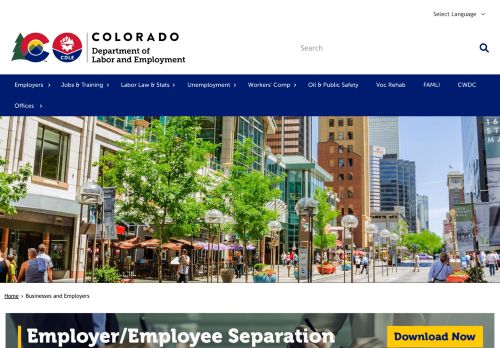 Select Language
COLORADO
Department of
Labor and Employment
CO
CDLE
Search
Employers Jobs & Training Labor Law & Stats Unemployment Workers' Comp Oil & Public Safety Voc Rehab FAMLI CWDC
Offices
Home › Businesses and Employers
Employer/Employee Separation
Download Now